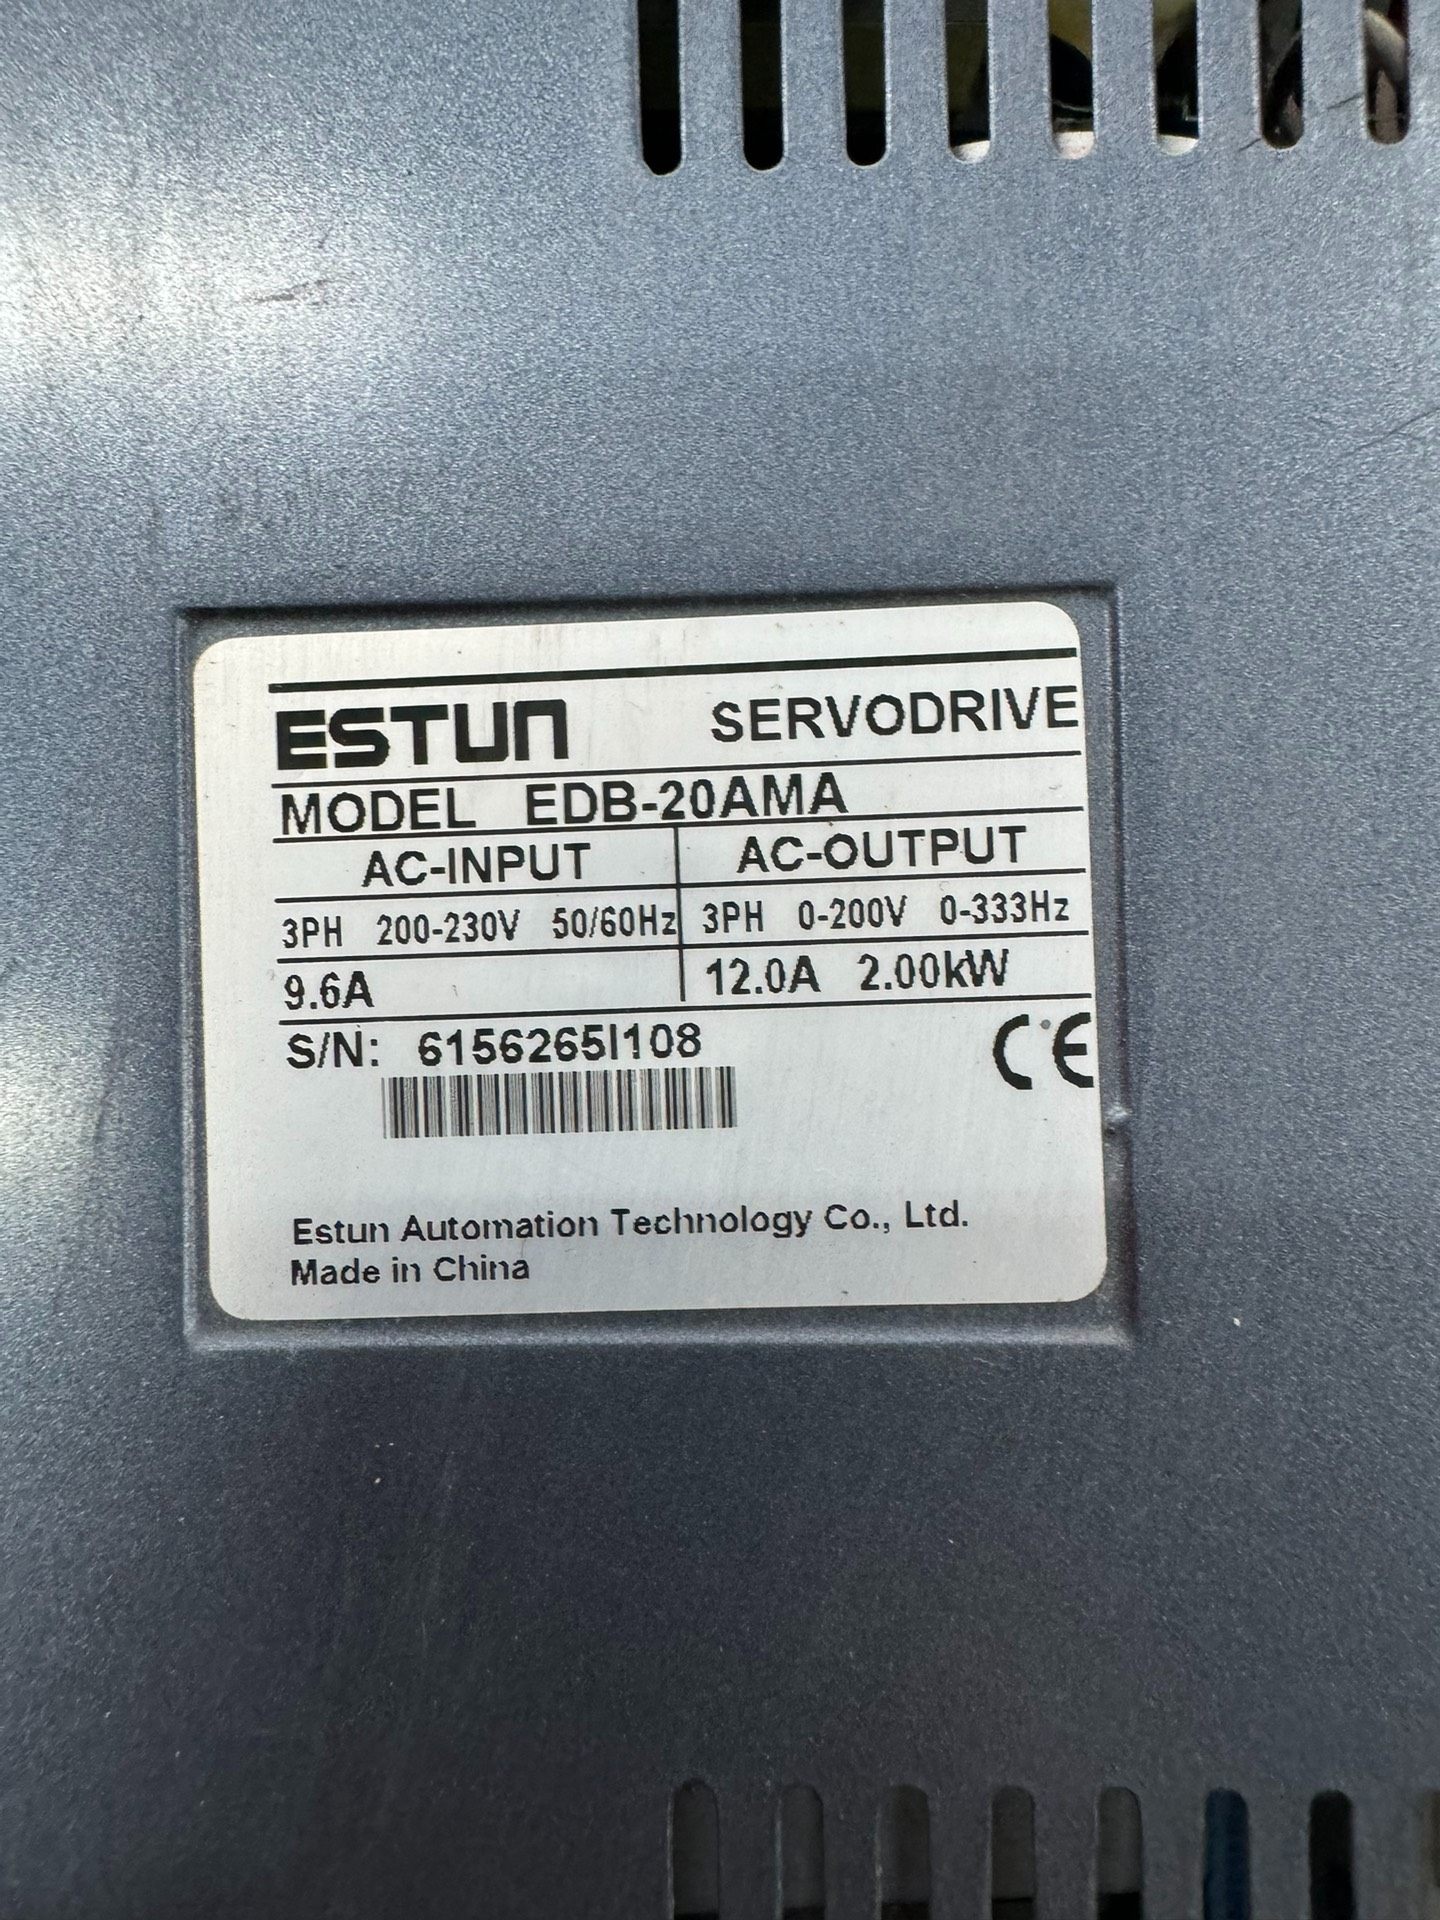 ESTUN SERVODRIVE
MODEL EDB-20AMA
AC-INPUT AC-OUTPUT
3PH 200-230V 50/60Hz 3PH 0-200V 0-333Hz
9.6A 12.0A 2.00kW
S/N: 6156265I108
CE
Estun Automation Technology Co., Ltd.
Made in China